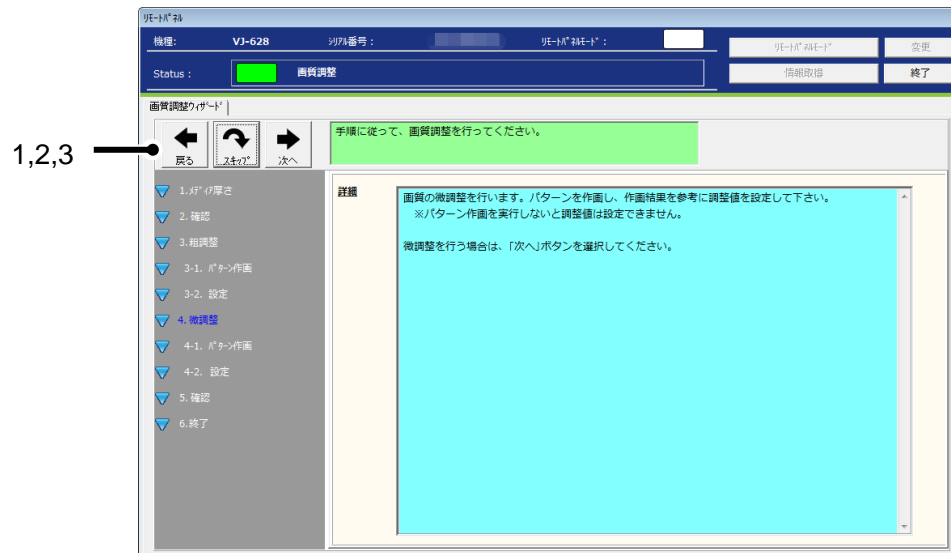 ﾘﾓｰﾄﾊﾟﾈﾙ
機種: VJ-628 ｼﾘｱﾙ番号： ﾘﾓｰﾄﾊﾟﾈﾙﾓｰﾄﾞ： ﾘﾓｰﾄﾊﾟﾈﾙﾓｰﾄﾞ 変更
Status： 画質調整 情報取得 終了
画質調整ｳｨｻﾞｰﾄﾞ
1,2,3
戻る ｽｷｯﾌﾟ 次へ
手順に従って、画質調整を行ってください。
1.ﾒﾃﾞｨｱ厚さ
2. 確認
3.粗調整
3-1. ﾊﾟﾀｰﾝ作画
3-2. 設定
4.微調整
4-1. ﾊﾟﾀｰﾝ作画
4-2. 設定
5. 確認
6.終了
詳細
画質の微調整を行います。パターンを作画し、作画結果を参考に調整値を設定して下さい。
※パターン作画を実行しないと調整値は設定できません。
微調整を行う場合は、「次へ」ボタンを選択してください。